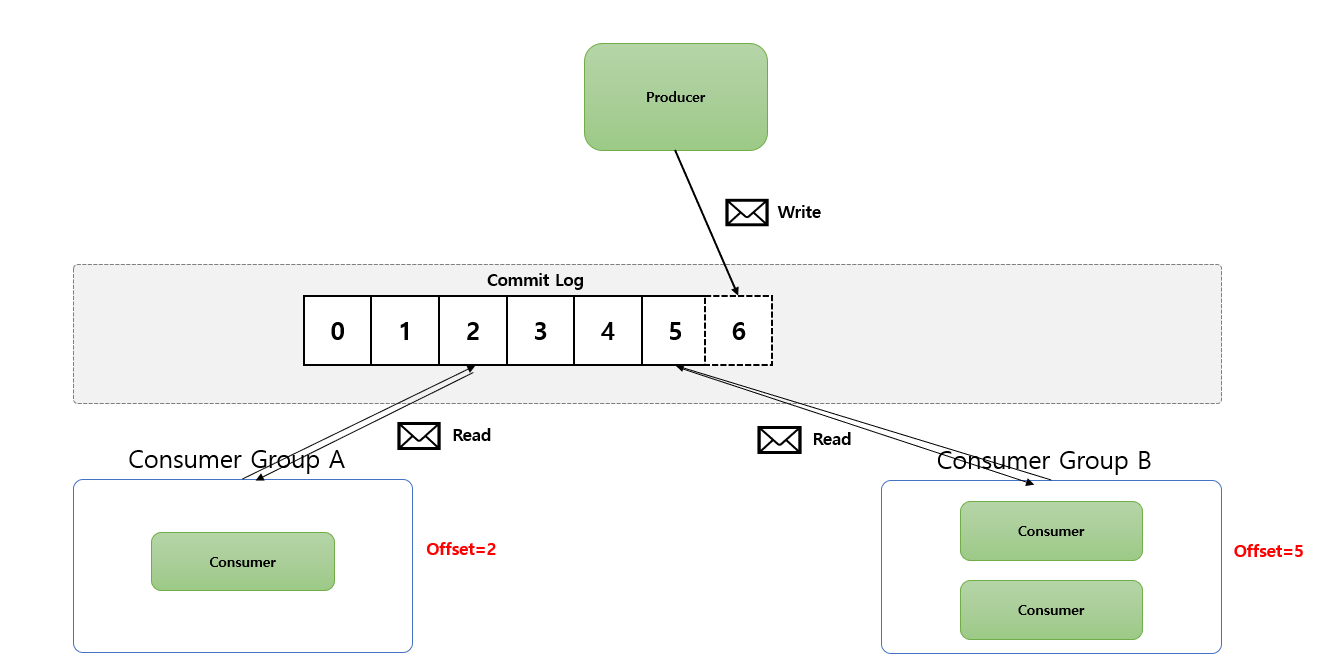 Producer
Write
Commit Log
0 1 2 3 4 5 6
Read
Read
Consumer Group A
Consumer Group B
Consumer
Offset=2
Consumer
Offset=5
Consumer